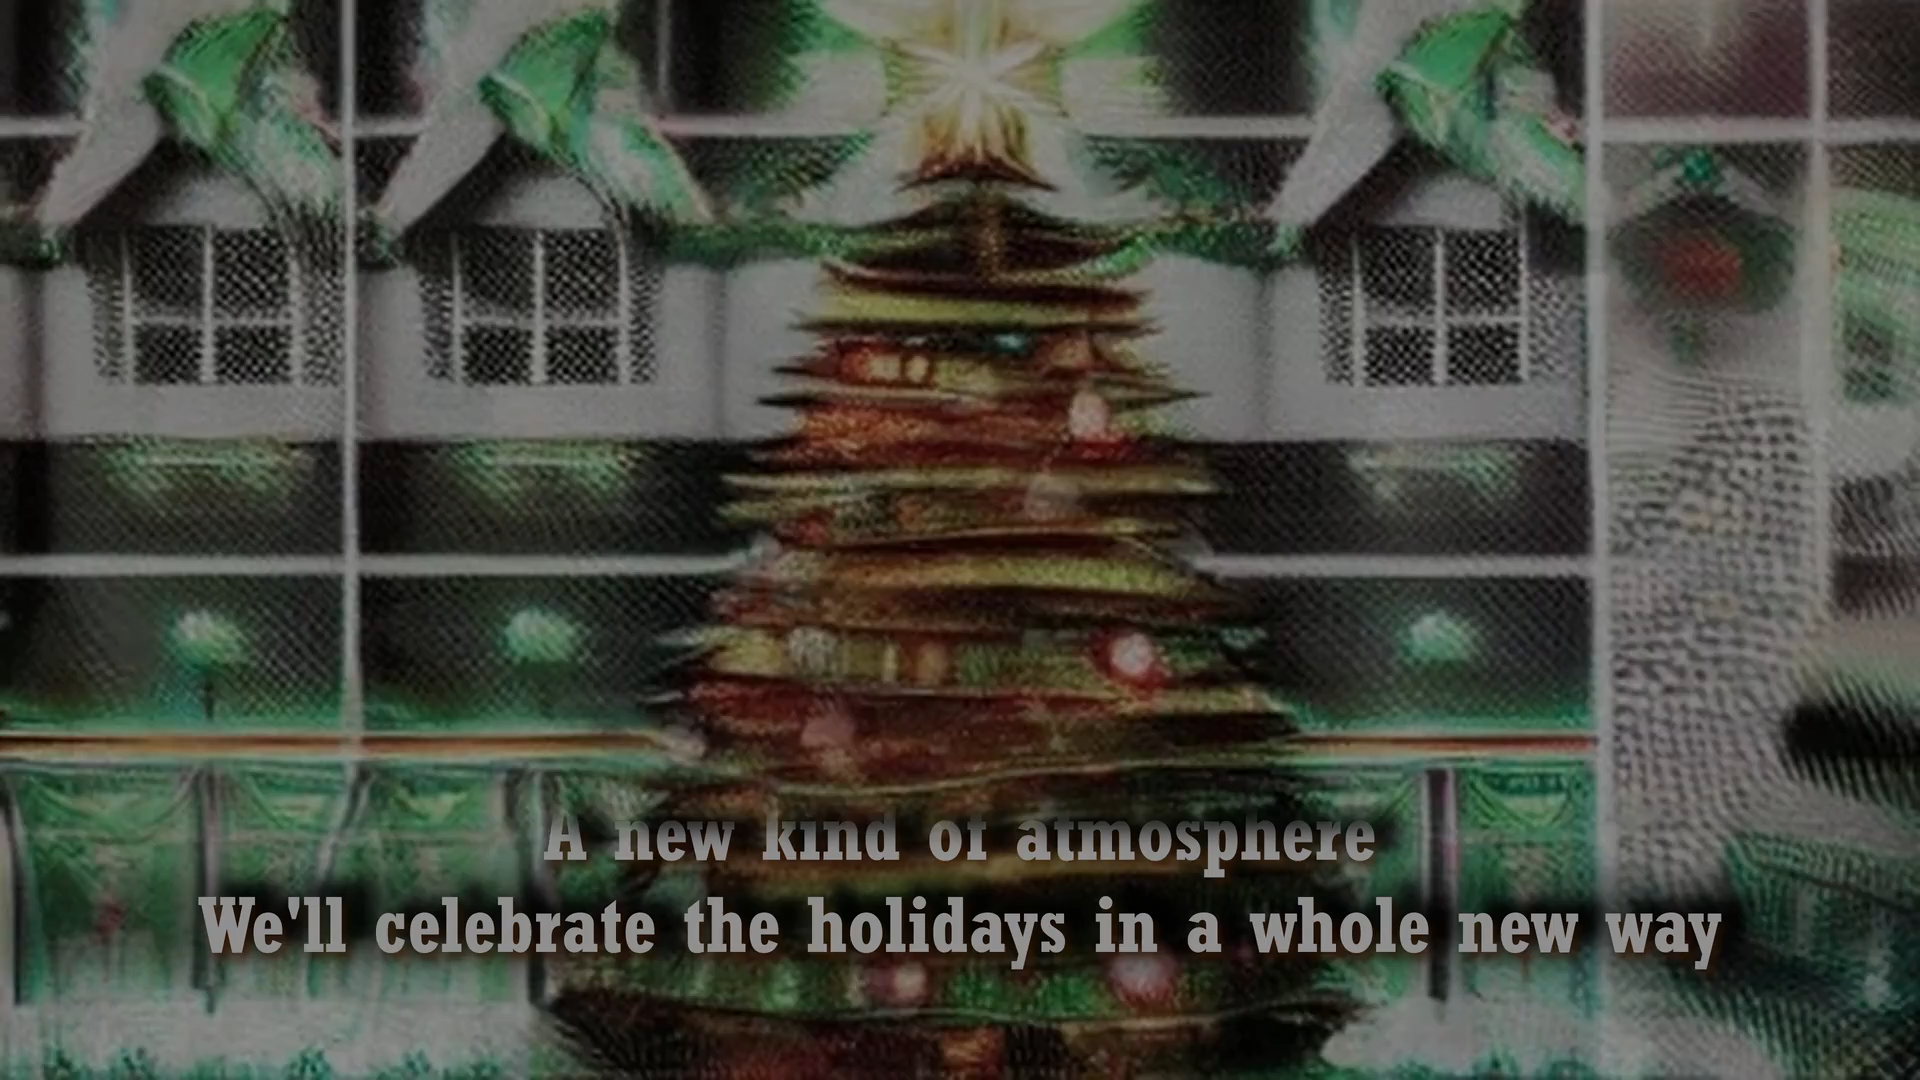 A new kind of atmosphere
We'll celebrate the holidays in a whole new way